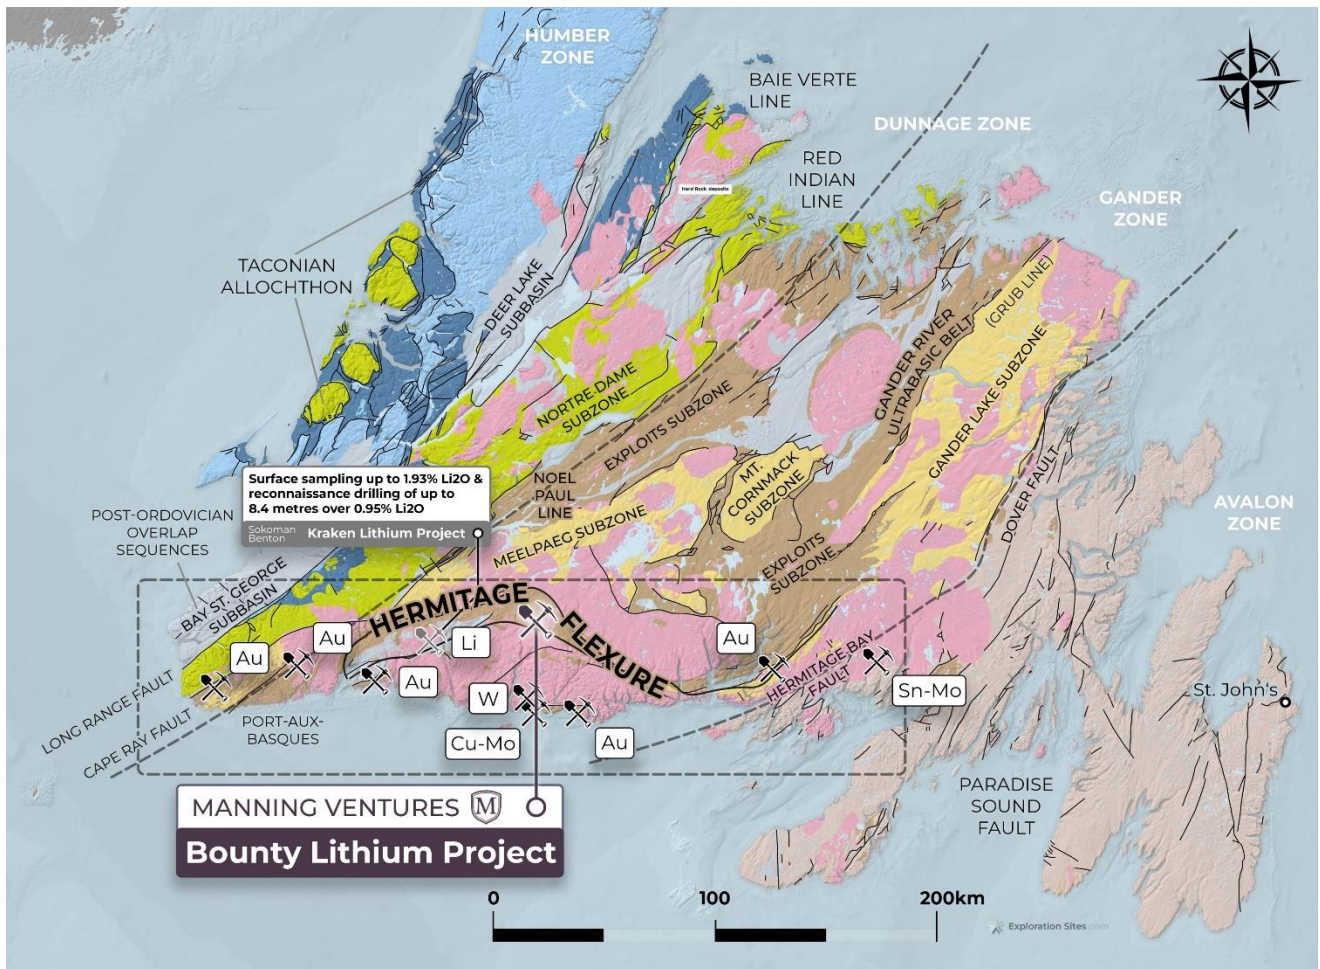 HUMBER
ZONE
BAIE VERTE
LINE
DUNNAGE ZONE
RED
INDIAN
LINE
Hard Rock deposits
GANDER
ZONE
TACONIAN
ALLOCHTHON
DEER LAKE
SUBBASIN
(GRUB LINE)
GANDER RIVER
ULTRABASIC BELT
NORTRE DAME
SUBZONE
EXPLOITS SUBZONE
GANDER LAKE SUBZONE
MT.
CORNMACK
SUBZONE
NOEL
PAUL
LINE
Surface sampling up to 1.93% Li2O &
reconnaissance drilling of up to
8.4 metres over 0.95% Li2O
Sokoman
Benton
Kraken Lithium Project
MEELPAEG SUBZONE
DOVER FAULT
AVALON
ZONE
POST-ORDOVICIAN
OVERLAP
SEQUENCES
BAY ST. GEORGE
SUBBASIN
EXPLOITS
SUBZONE
HERMITAGE
FLEXURE
Au
Au
Li
Au
Au
HERMITAGE BAY
FAULT
Sn-Mo
St. John's
LONG RANGE FAULT
CAPE RAY FAULT
PORT-AUX-
BASQUES
W
Cu-Mo
Au
PARADISE
SOUND
FAULT
MANNING VENTURES M
Bounty Lithium Project
0 100 200km
Exploration Sites.com